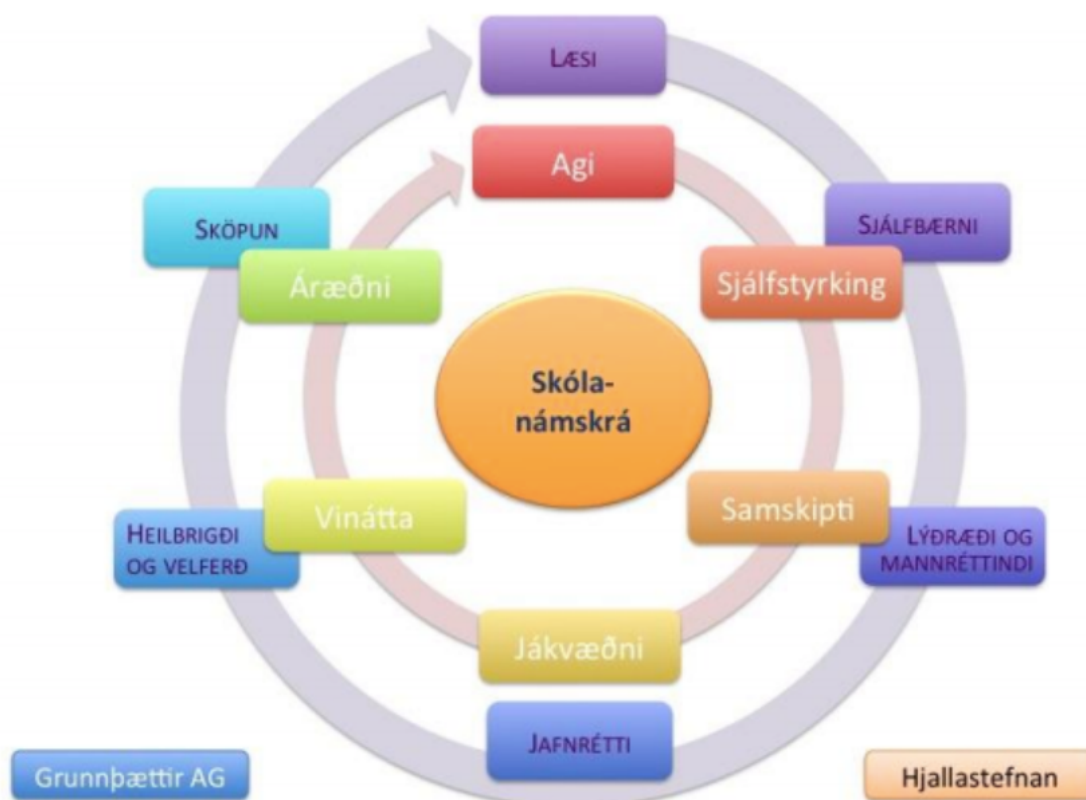 LÆSI
Agi
SKÖPUN
SJÁLFBÆRNI
Áræðni
Sjálfstyrking
Skóla-
námskrá
Vinátta
Samskipti
HEILBRIGÐI
OG VELFERÐ
LÝÐRÆÐI OG
MANNRÉTTINDI
Jákvæðni
JAFNRÉTTI
Grunnþættir AG
Hjallastefnan